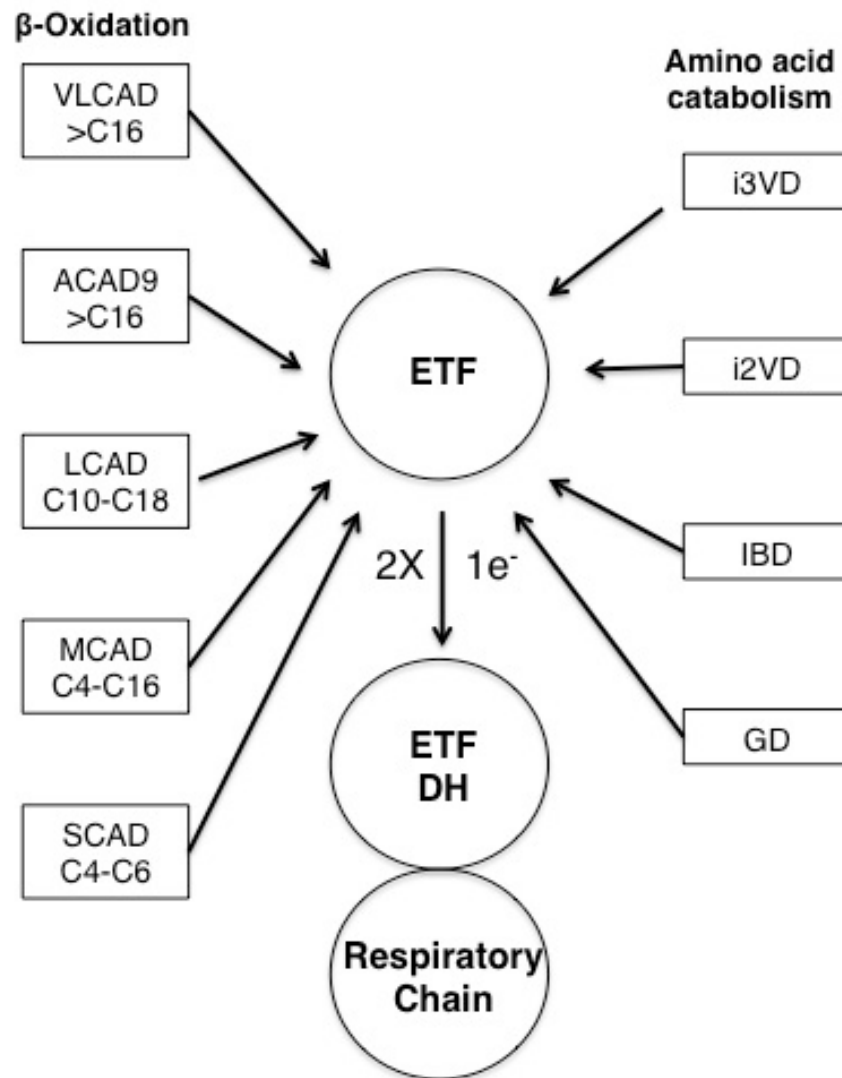 β-Oxidation
VLCAD
>C16
ACAD9
>C16
LCAD
C10-C18
MCAD
C4-C16
SCAD
C4-C6
ETF
2X 1e⁻
ETF
DH
Respiratory
Chain
Amino acid
catabolism
i3VD
i2VD
IBD
GD